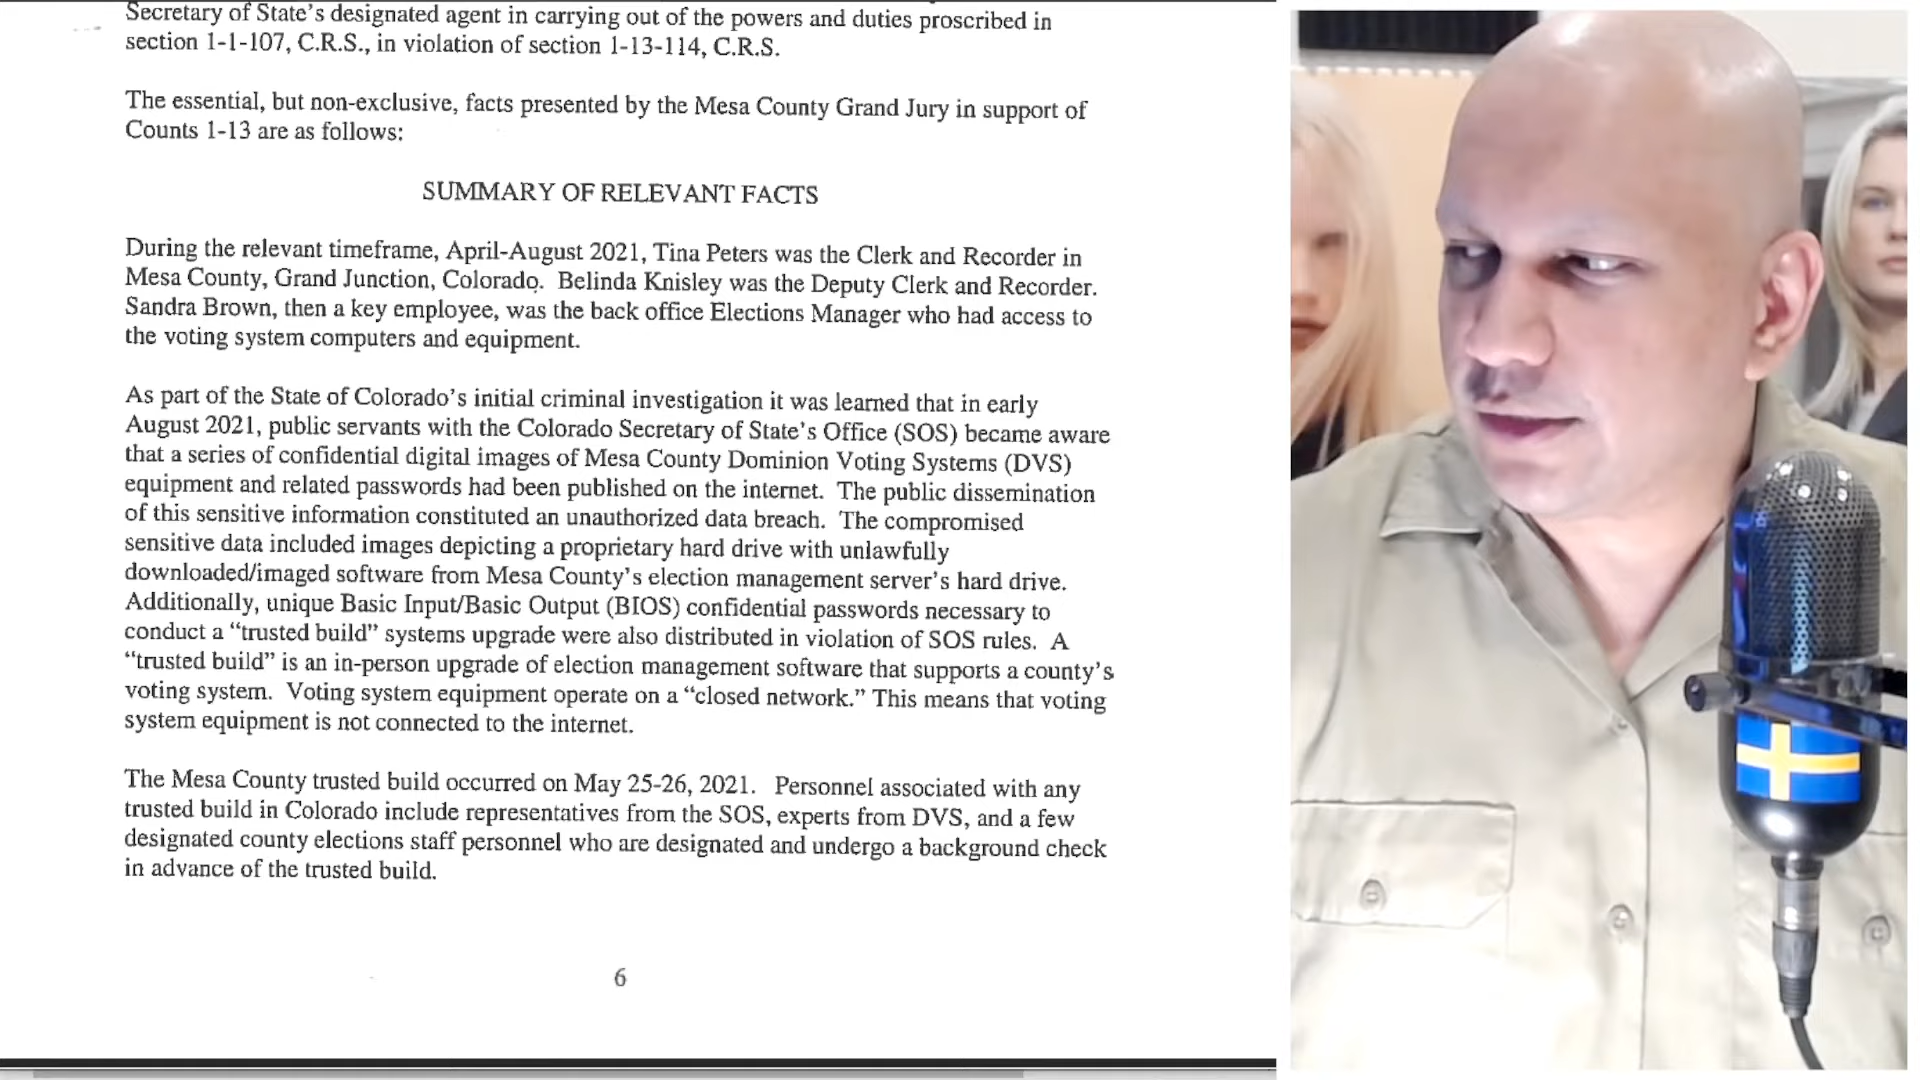 Secretary of State's designated agent in carrying out of the powers and duties proscribed in
section 1-1-107, C.R.S., in violation of section 1-13-114, C.R.S.
The essential, but non-exclusive, facts presented by the Mesa County Grand Jury in support of
Counts 1-13 are as follows:
SUMMARY OF RELEVANT FACTS
During the relevant timeframe, April-August 2021, Tina Peters was the Clerk and Recorder in
Mesa County, Grand Junction, Colorado. Belinda Knisley was the Deputy Clerk and Recorder.
Sandra Brown, then a key employee, was the back office Elections Manager who had access to
the voting system computers and equipment.
As part of the State of Colorado's initial criminal investigation it was learned that in early
August 2021, public servants with the Colorado Secretary of State's Office (SOS) became aware
that a series of confidential digital images of Mesa County Dominion Voting Systems (DVS)
equipment and related passwords had been published on the internet. The public dissemination
of this sensitive information constituted an unauthorized data breach. The compromised
sensitive data included images depicting a proprietary hard drive with unlawfully
downloaded/imaged software from Mesa County's election management server's hard drive.
Additionally, unique Basic Input/Basic Output (BIOS) confidential passwords necessary to
conduct a “trusted build” systems upgrade were also distributed in violation of SOS rules. A
“trusted build” is an in-person upgrade of election management software that supports a county's
voting system. Voting system equipment operate on a “closed network.” This means that voting
system equipment is not connected to the internet.
The Mesa County trusted build occurred on May 25-26, 2021. Personnel associated with any
trusted build in Colorado include representatives from the SOS, experts from DVS, and a few
designated county elections staff personnel who are designated and undergo a background check
in advance of the trusted build.
6